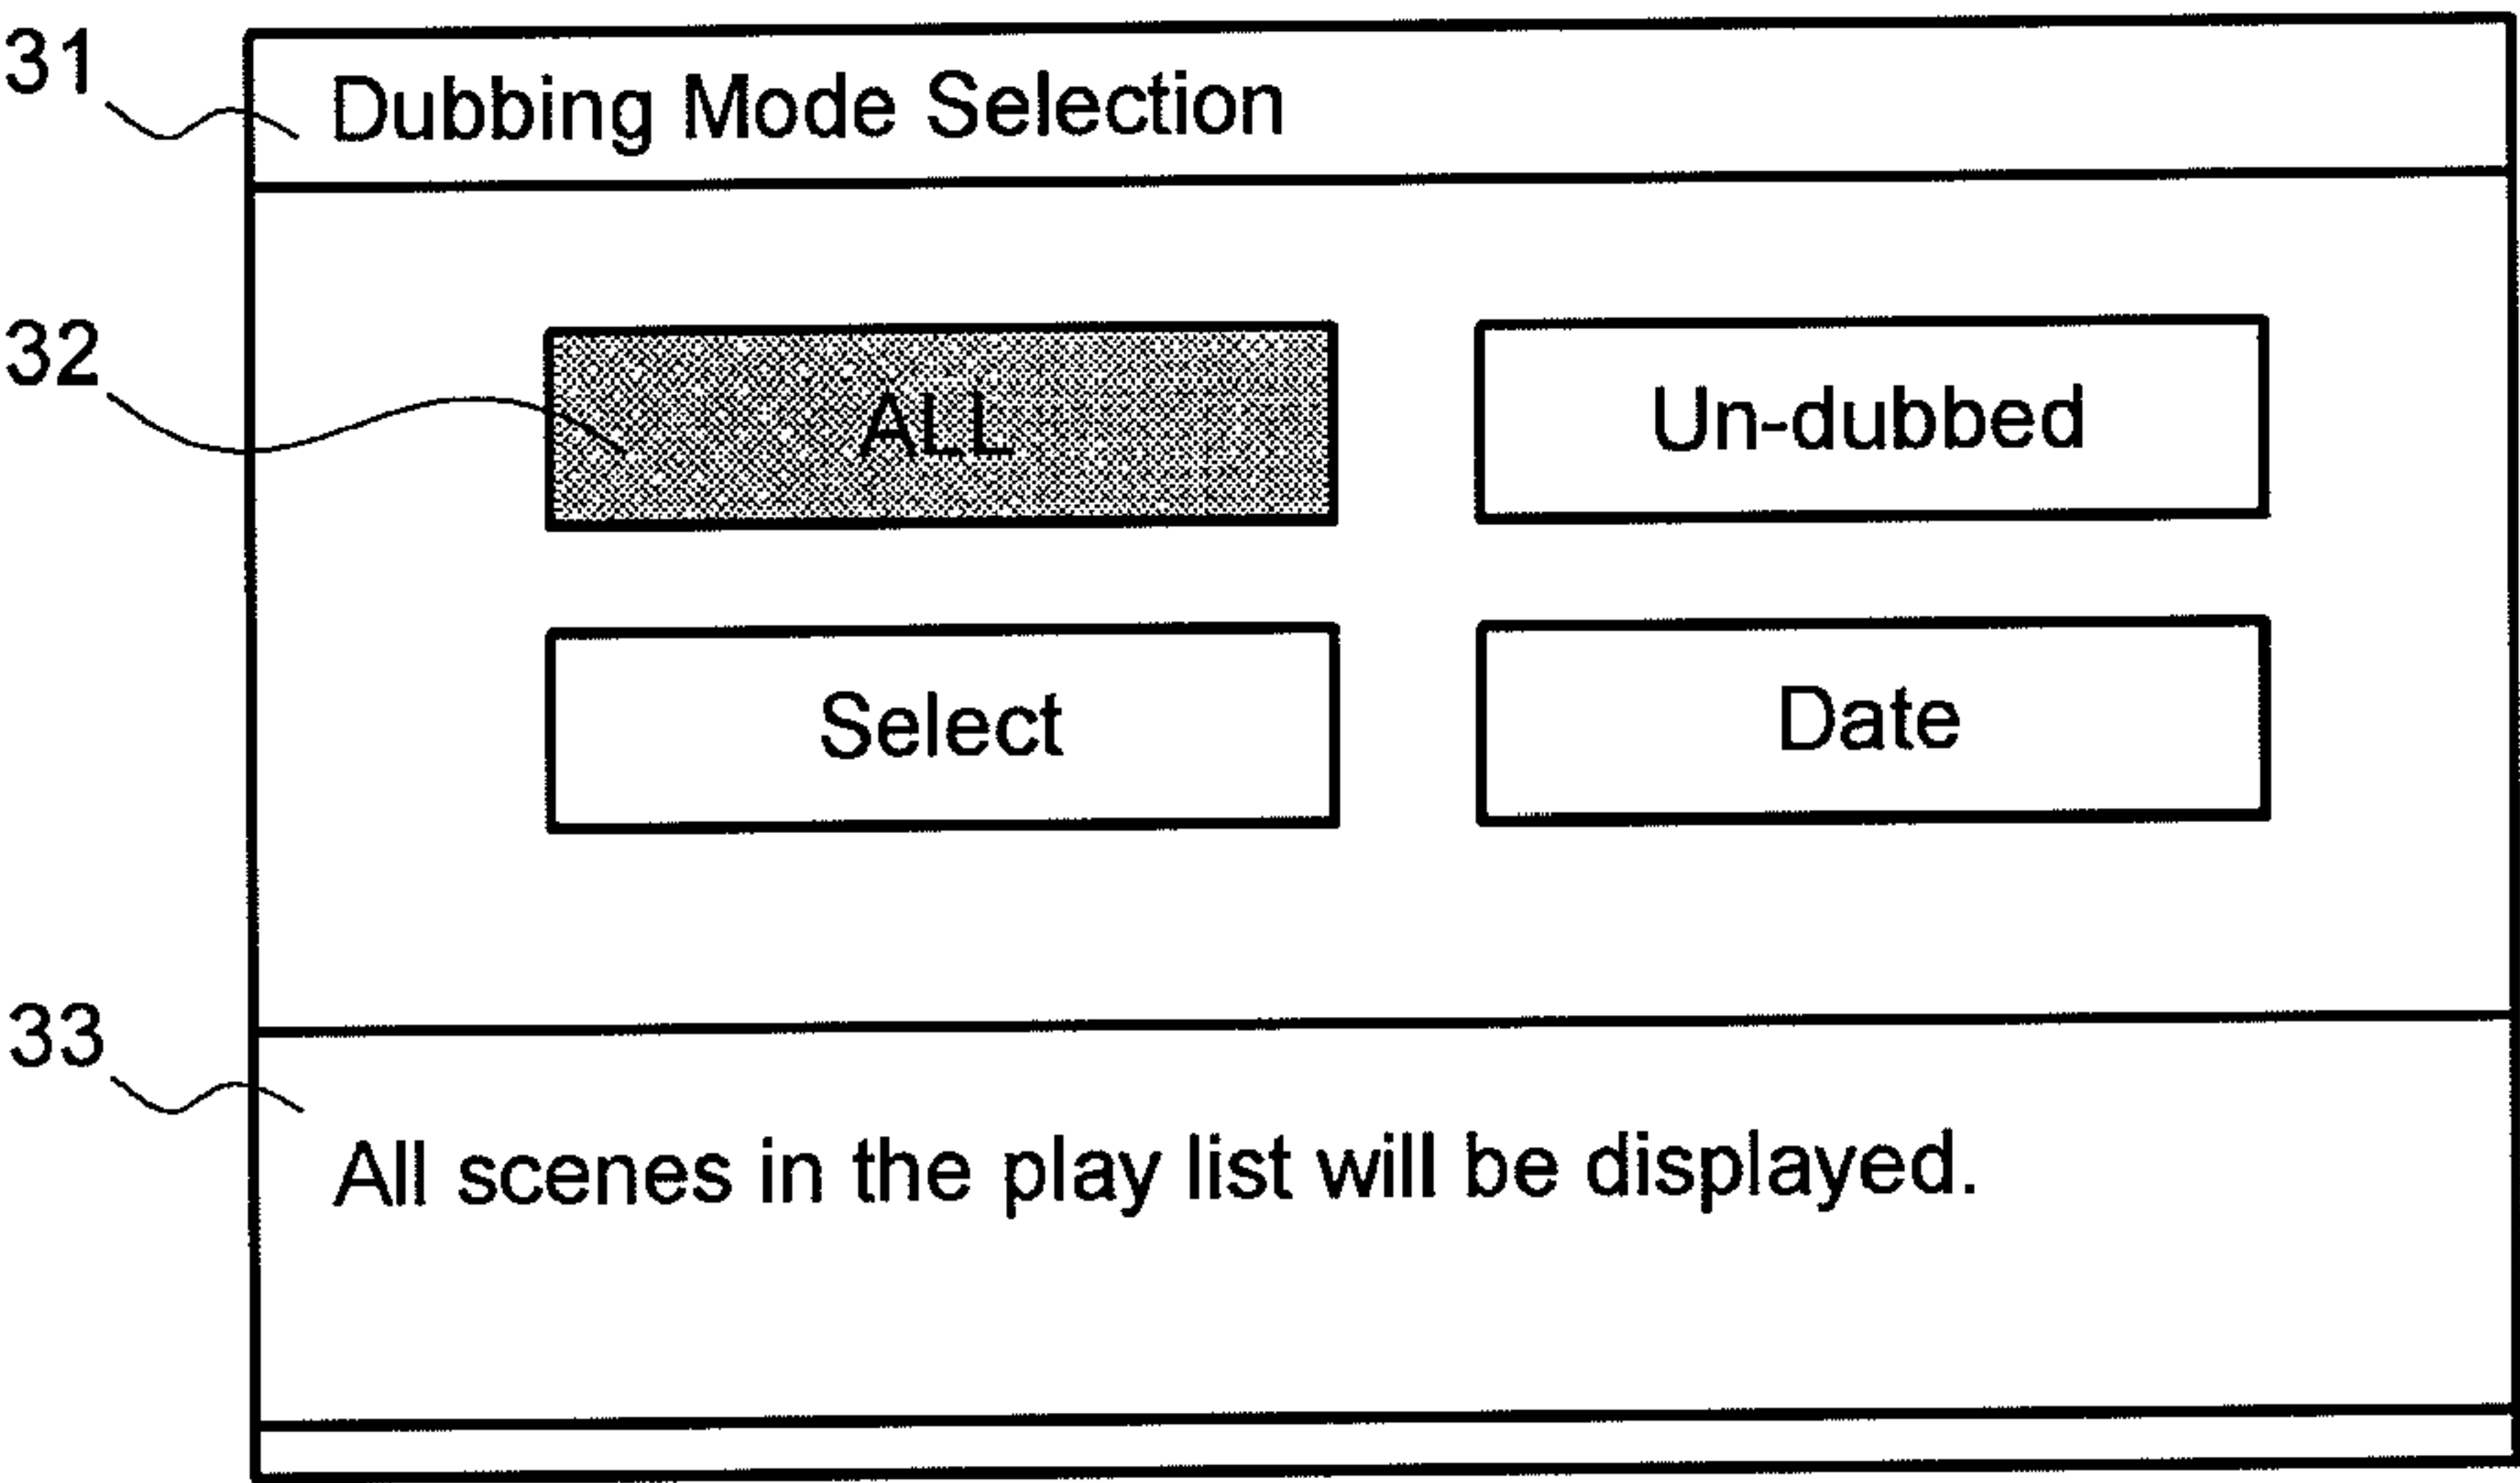 31
Dubbing Mode Selection
32
ALL
Un-dubbed
Select
Date
33
All scenes in the play list will be displayed.